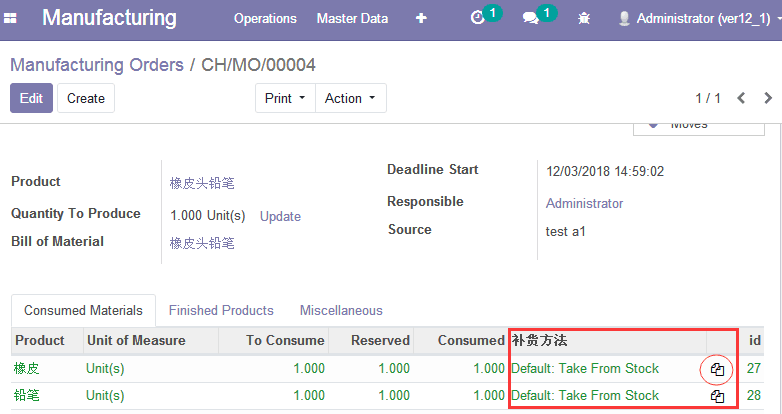 Manufacturing Operations Master Data 1 1 Administrator (ver12_1)
Manufacturing Orders / CH/MO/00004
Edit Create Print Action 1 / 1
Moves
Product 橡皮头铅笔
Quantity To Produce 1.000 Unit(s) Update
Bill of Material 橡皮头铅笔
Deadline Start 12/03/2018 14:59:02
Responsible Administrator
Source test a1
Consumed Materials Finished Products Miscellaneous
Product Unit of Measure To Consume Reserved Consumed 补货方法 id
橡皮 Unit(s) 1.000 1.000 1.000 Default: Take From Stock 27
铅笔 Unit(s) 1.000 1.000 1.000 Default: Take From Stock 28